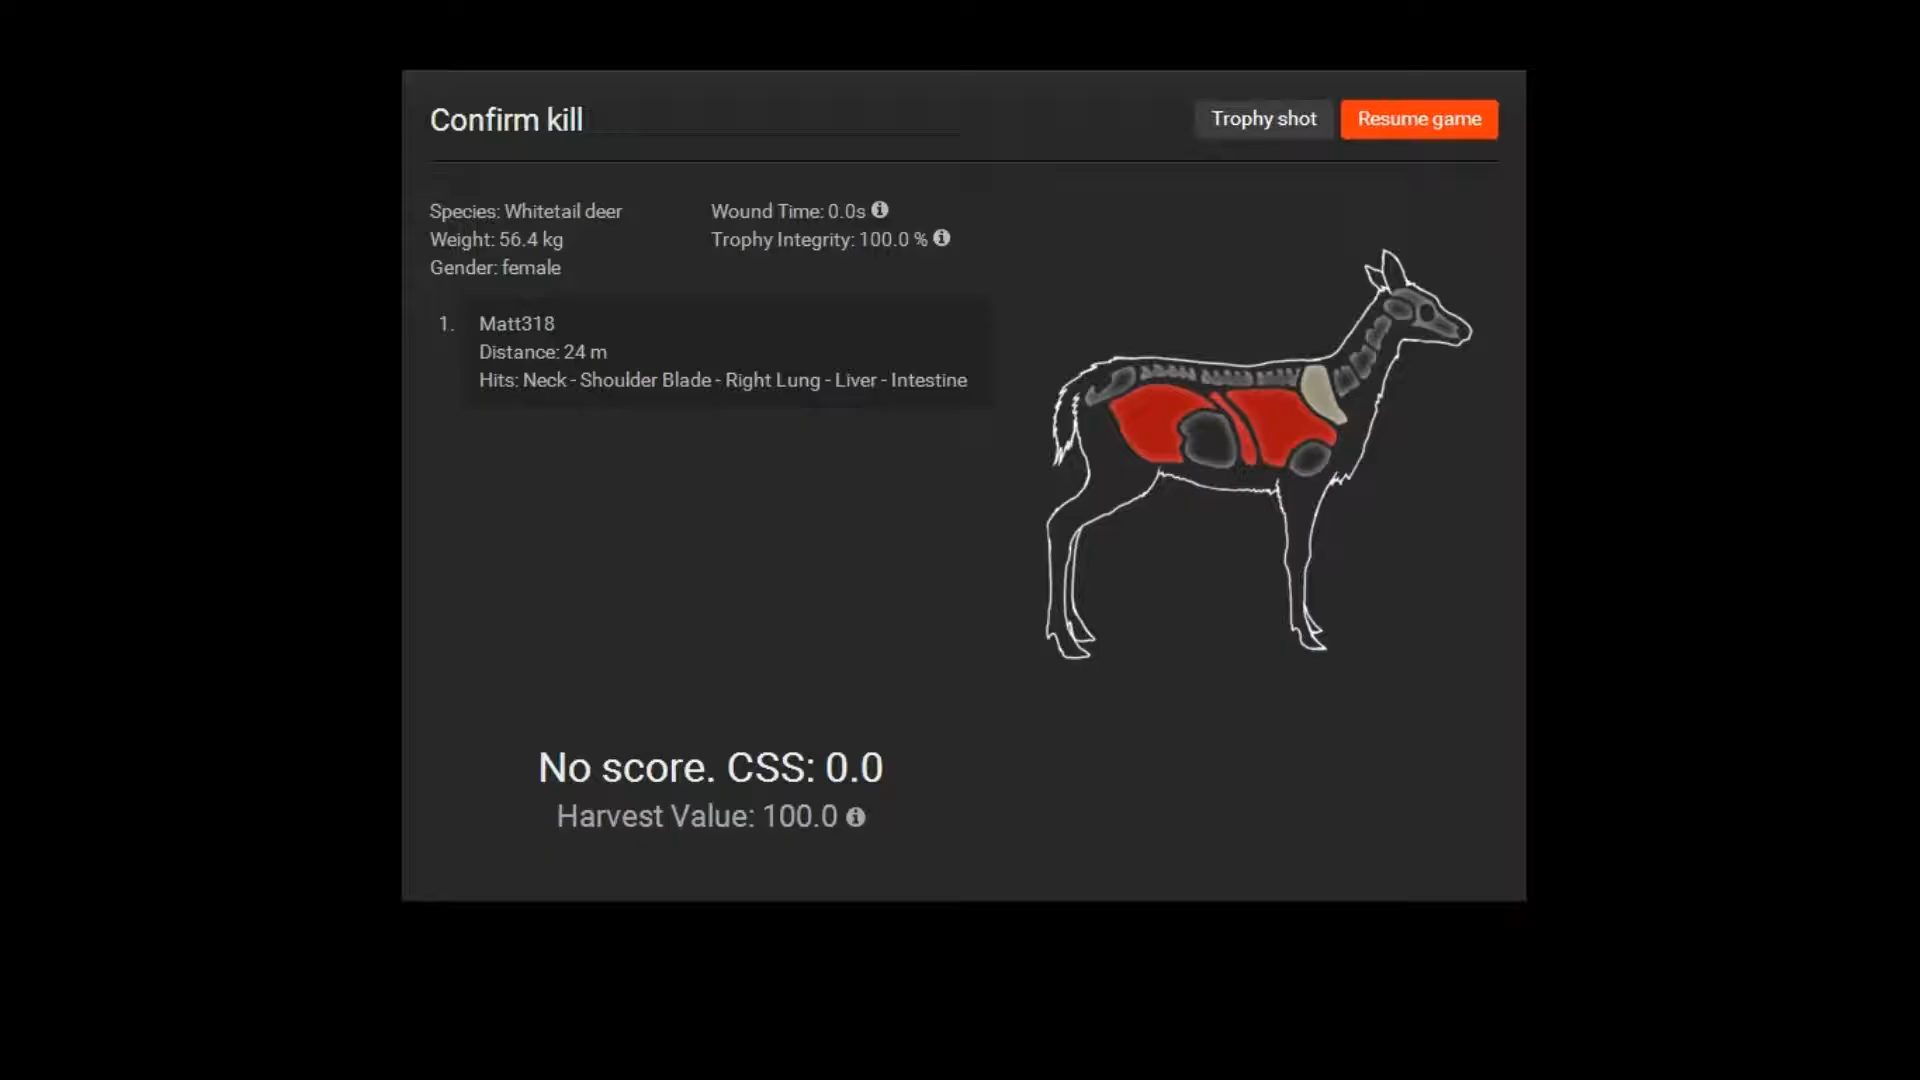 Confirm kill
Trophy shot
Resume game
Species: Whitetail deer
Weight: 56.4 kg
Gender: female
Wound Time: 0.0s
Trophy Integrity: 100.0 %
1.
Matt318
Distance: 24 m
Hits: Neck - Shoulder Blade - Right Lung - Liver - Intestine
No score. CSS: 0.0
Harvest Value: 100.0